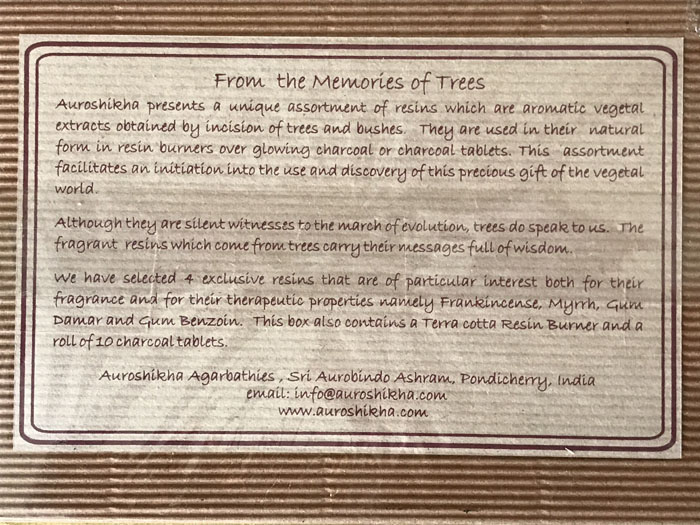 From the Memories of Trees
Auroshikha presents a unique assortment of resins which are aromatic vegetal
extracts obtained by incision of trees and bushes. They are used in their natural
form in resin burners over glowing charcoal or charcoal tablets. This assortment
facilitates an initiation into the use and discovery of this precious gift of the vegetal
world.
Although they are silent witnesses to the march of evolution, trees do speak to us. The
fragrant resins which come from trees carry their messages full of wisdom.
We have selected 4 exclusive resins that are of particular interest both for their
fragrance and for their therapeutic properties namely Frankincense, Myrrh, Gum
Damar and Gum Benzoin. This box also contains a Terra cotta Resin Burner and a
roll of 10 charcoal tablets.
Auroshikha Agarbathies , Sri Aurobindo Ashram, Pondicherry, India
email: info@auroshikha.com
www.auroshikha.com